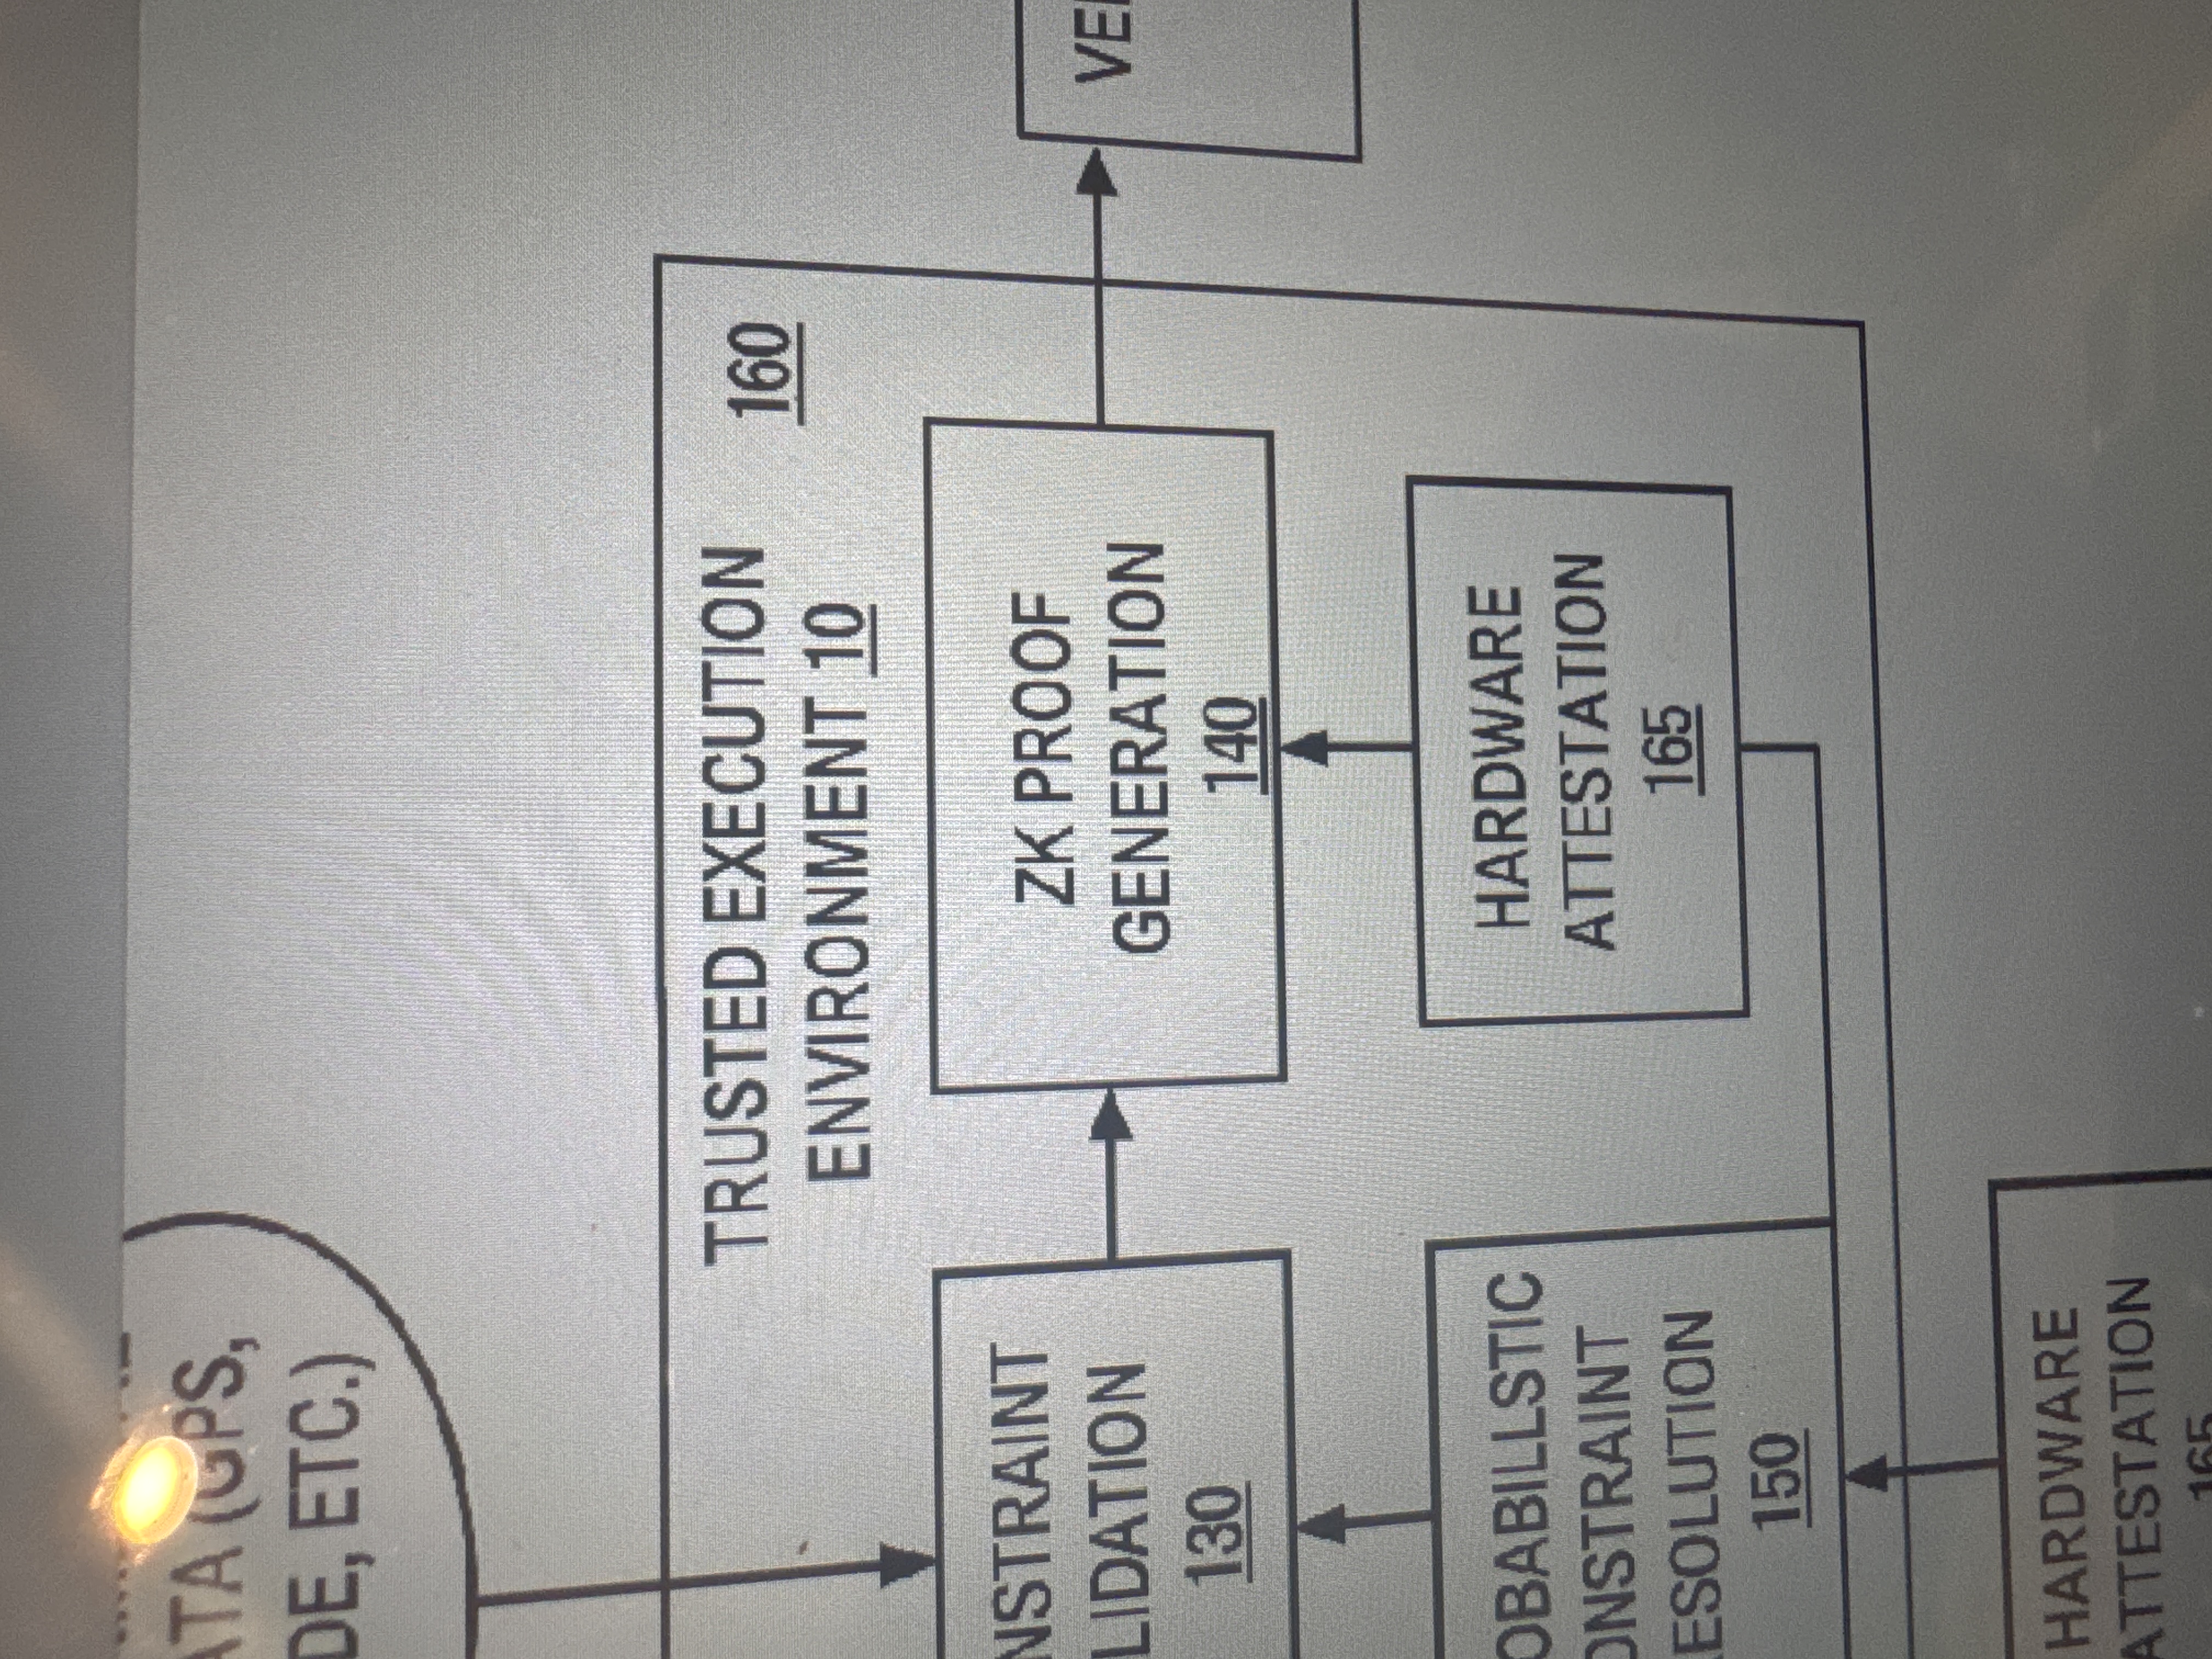 ATA (GPS,
DE, ETC.)
TRUSTED EXECUTION
ENVIRONMENT 10
160
NSTRAINT
LIDATION
130
ZK PROOF
GENERATION
140
VE
OBABILLSTIC
ONSTRAINT
ESOLUTION
150
HARDWARE
ATTESTATION
165
HARDWARE
ATTESTATION
165